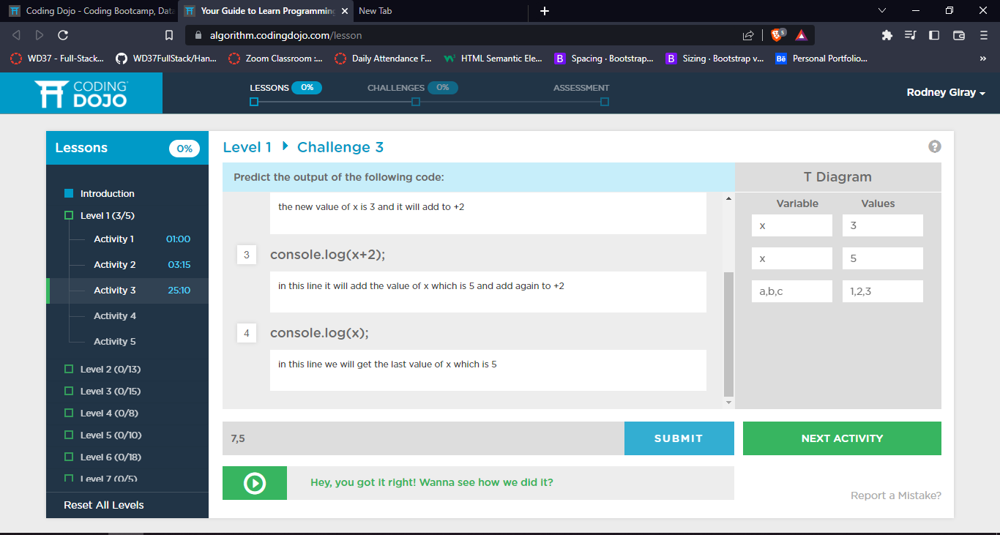 Coding Dojo - Coding Bootcamp, Data
Your Guide to Learn Programming
New Tab
algorithm.codingdojo.com/lesson
5
WD37 - Full-Stack...
WD37FullStack/Han...
Zoom Classroom :...
Daily Attendance F...
HTML Semantic Ele...
B Spacing · Bootstrap...
B Sizing · Bootstrap v...
Bē Personal Portfolio...
»
CODING
DOJO
LESSONS 0%
CHALLENGES 0%
ASSESSMENT
Rodney Giray
Lessons 0%
Introduction
Level 1 (3/5)
Activity 1 01:00
Activity 2 03:15
Activity 3 25:10
Activity 4
Activity 5
Level 2 (0/13)
Level 3 (0/15)
Level 4 (0/8)
Level 5 (0/10)
Level 6 (0/18)
Level 7 (0/5)
Reset All Levels
Level 1 Challenge 3
?
Predict the output of the following code:
the new value of x is 3 and it will add to +2
3 console.log(x+2);
in this line it will add the value of x which is 5 and add again to +2
4 console.log(x);
in this line we will get the last value of x which is 5
T Diagram
Variable Values
x 3
x 5
a,b,c 1,2,3
7,5
SUBMIT
NEXT ACTIVITY
Hey, you got it right! Wanna see how we did it?
Report a Mistake?